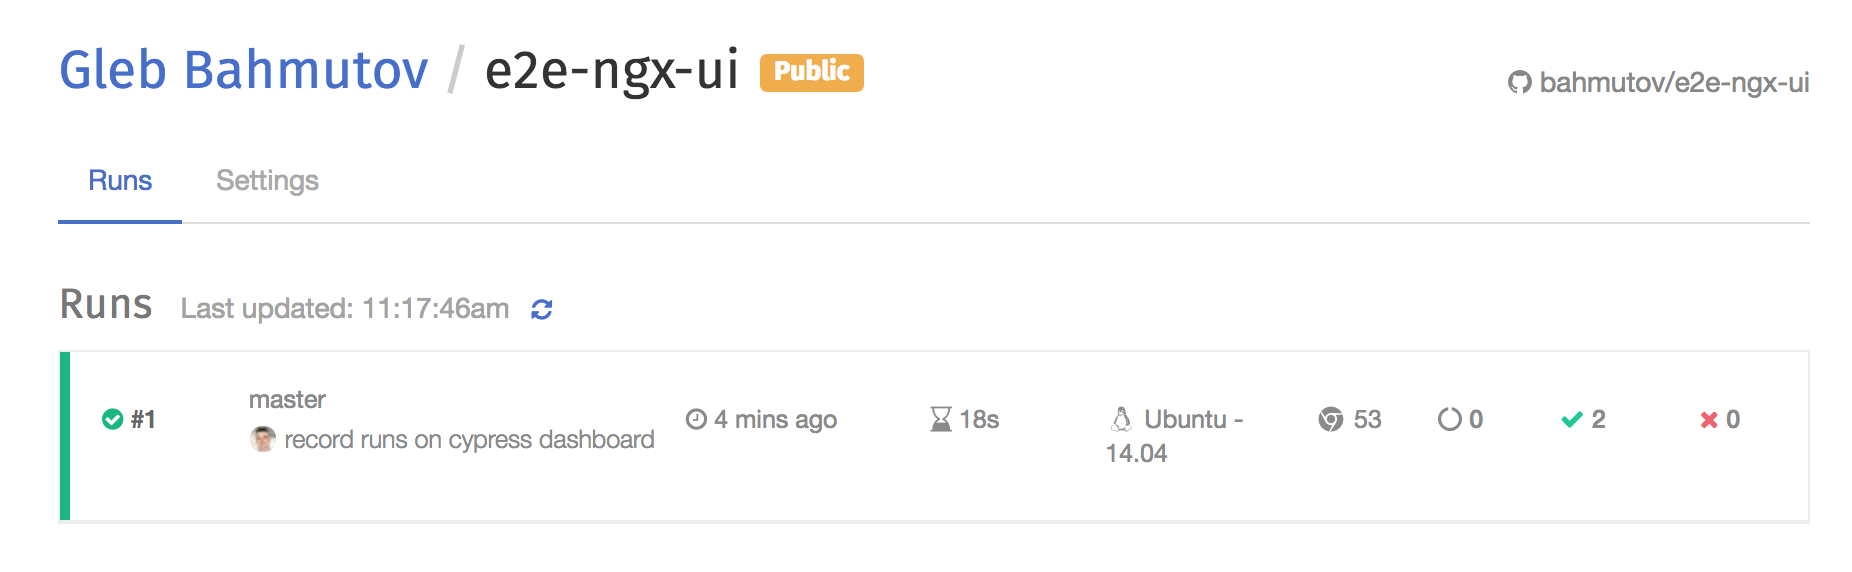 Gleb Bahmutov / e2e-ngx-ui Public
bahmutov/e2e-ngx-ui
Runs Settings
Runs Last updated: 11:17:46am
#1
master
record runs on cypress dashboard
4 mins ago
18s
Ubuntu -
14.04
53
0
2
0